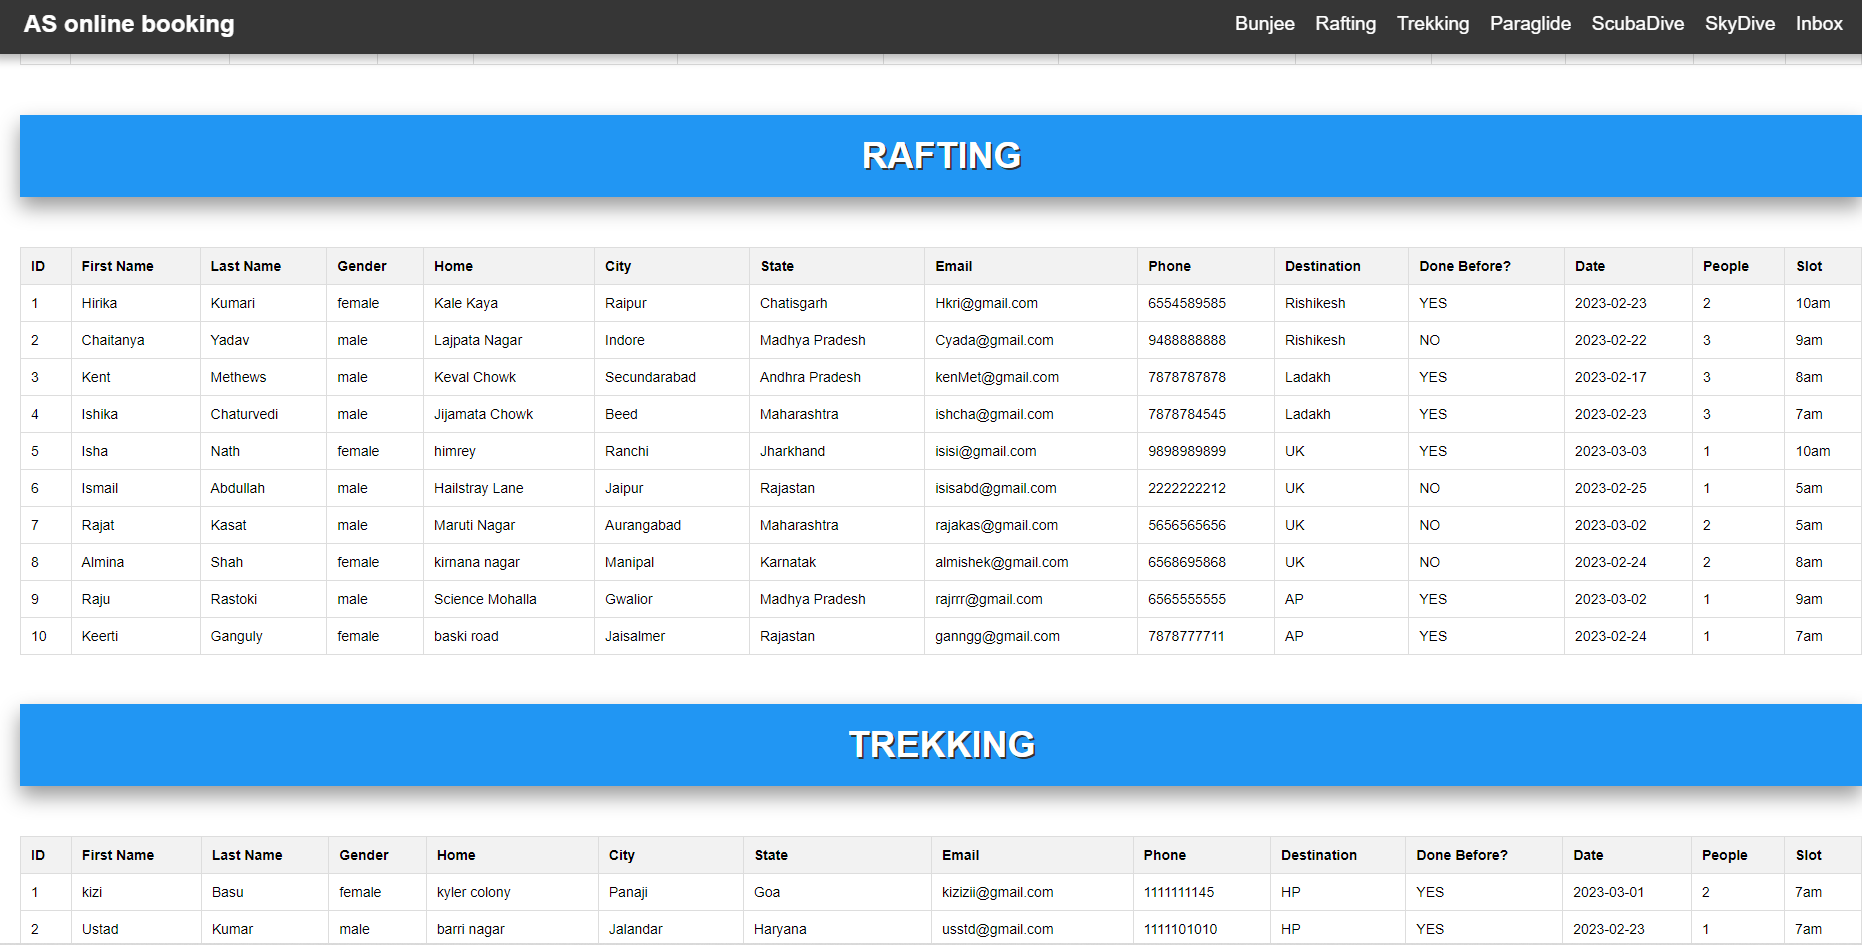 AS online booking Bunjee Rafting Trekking Paraglide ScubaDive SkyDive Inbox
RAFTING
ID First Name Last Name Gender Home City State Email Phone Destination Done Before? Date People Slot
1 Hirika Kumari female Kale Kaya Raipur Chatisgarh Hkri@gmail.com 6554589585 Rishikesh YES 2023-02-23 2 10am
2 Chaitanya Yadav male Lajpata Nagar Indore Madhya Pradesh Cyada@gmail.com 9488888888 Rishikesh NO 2023-02-22 3 9am
3 Kent Methews male Keval Chowk Secundarabad Andhra Pradesh kenMet@gmail.com 7878787878 Ladakh YES 2023-02-17 3 8am
4 Ishika Chaturvedi male Jijamata Chowk Beed Maharashtra ishcha@gmail.com 7878784545 Ladakh YES 2023-02-23 3 7am
5 Isha Nath female himrey Ranchi Jharkhand isisi@gmail.com 9898989899 UK YES 2023-03-03 1 10am
6 Ismail Abdullah male Hailstray Lane Jaipur Rajastan isisabd@gmail.com 2222222212 UK NO 2023-02-25 1 5am
7 Rajat Kasat male Maruti Nagar Aurangabad Maharashtra rajakas@gmail.com 5656565656 UK NO 2023-03-02 2 5am
8 Almina Shah female kirnana nagar Manipal Karnatak almishek@gmail.com 6568695868 UK NO 2023-02-24 2 8am
9 Raju Rastoki male Science Mohalla Gwalior Madhya Pradesh rajrrr@gmail.com 6565555555 AP YES 2023-03-02 1 9am
10 Keerti Ganguly female baski road Jaisalmer Rajastan ganngg@gmail.com 7878777711 AP YES 2023-02-24 1 7am
TREKKING
ID First Name Last Name Gender Home City State Email Phone Destination Done Before? Date People Slot
1 kizi Basu female kyler colony Panaji Goa kizizii@gmail.com 1111111145 HP YES 2023-03-01 2 7am
2 Ustad Kumar male barri nagar Jalandar Haryana usstd@gmail.com 1111101010 HP YES 2023-02-23 1 7am